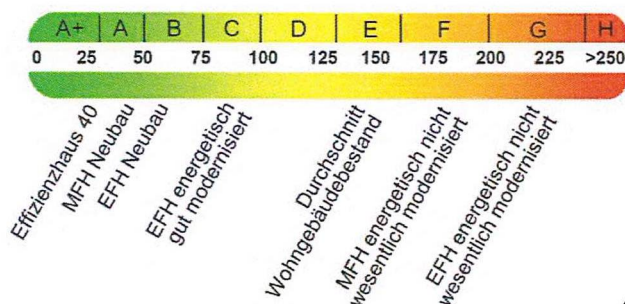 A+ A B C D E F G H
0 25 50 75 100 125 150 175 200 225 >250
Effizienzhaus 40
MFH Neubau
EFH Neubau
EFH energetisch
gut modernisiert
Durchschnitt
Wohngebäudebestand
MFH energetisch nicht
wesentlich modernisiert
EFH energetisch nicht
wesentlich modernisiert